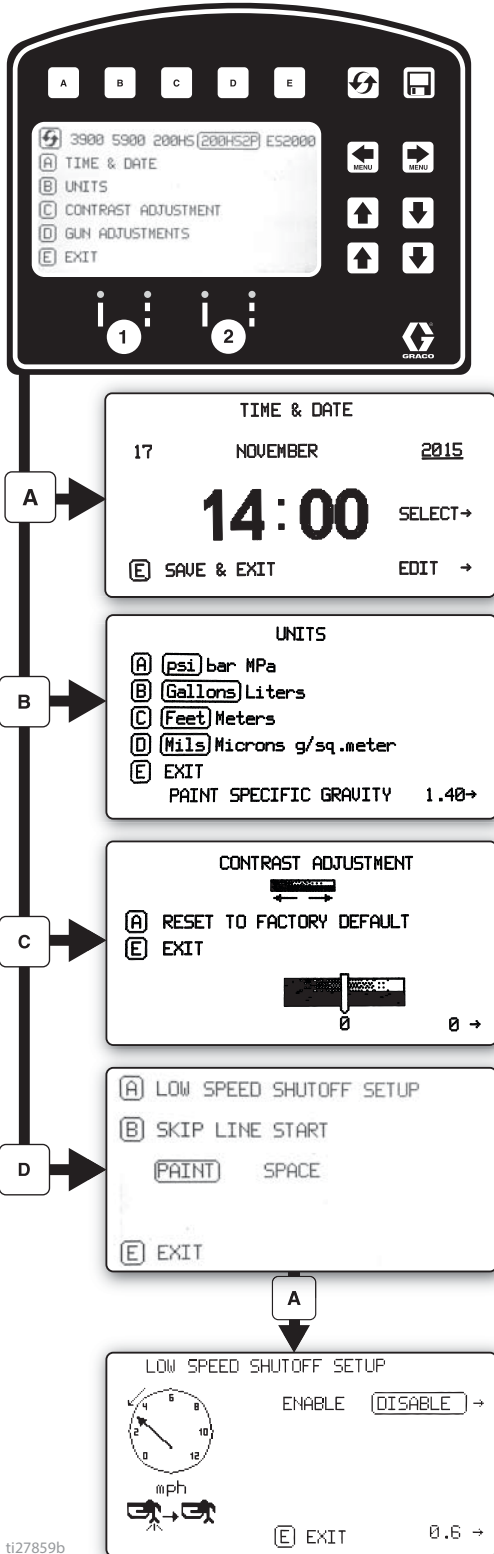 A B C D E
3900 5900 200HS 200HS2P ES2000
A TIME & DATE
B UNITS
C CONTRAST ADJUSTMENT
D GUN ADJUSTMENTS
E EXIT
MENU MENU
1 2
GRACO
A
TIME & DATE
17 NOVEMBER 2015
14:00 SELECT→
E SAVE & EXIT EDIT →
B
UNITS
A psi bar MPa
B Gallons Liters
C Feet Meters
D Mils Microns g/sq.meter
E EXIT
PAINT SPECIFIC GRAVITY 1.40→
C
CONTRAST ADJUSTMENT
A RESET TO FACTORY DEFAULT
E EXIT
0 0 →
D
A LOW SPEED SHUTOFF SETUP
B SKIP LINE START
PAINT SPACE
E EXIT
A
LOW SPEED SHUTOFF SETUP
ENABLE DISABLE →
0 2 4 6 8 10 12
mph
E EXIT 0.6 →
ti27859b